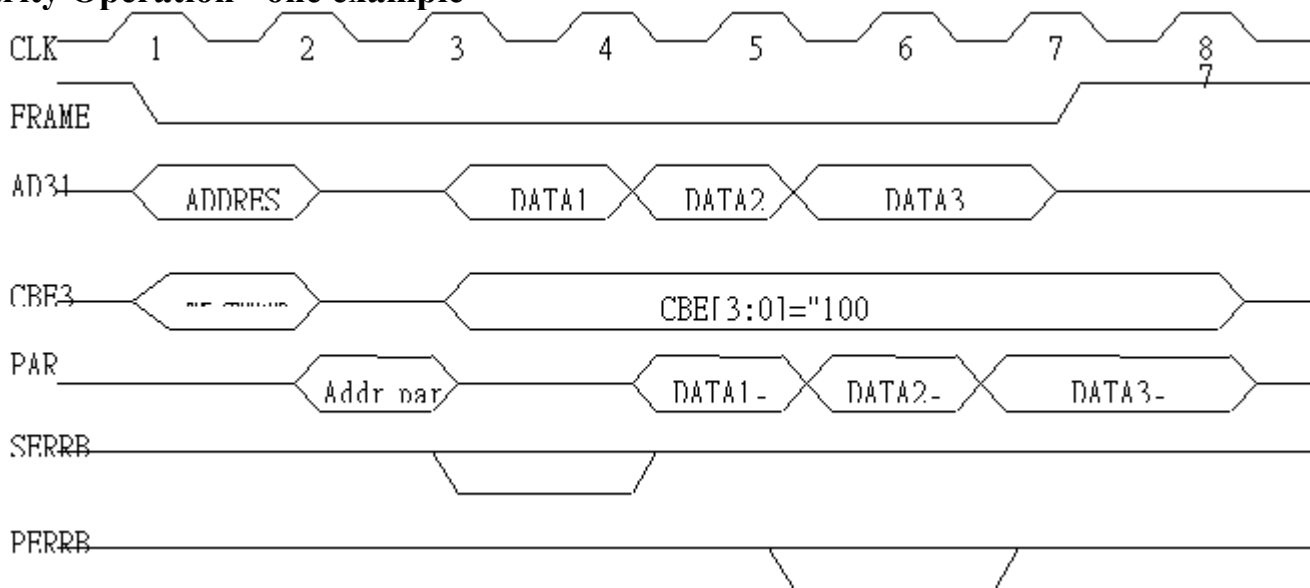 Operation - one example
CLK 1 2 3 4 5 6 7 8
7
FRAME
AD31 ADDRES DATA1 DATA2 DATA3
CBE3 CBE[3:0]="100
PAR Addr par DATA1- DATA2- DATA3-
SERRB
PERRB